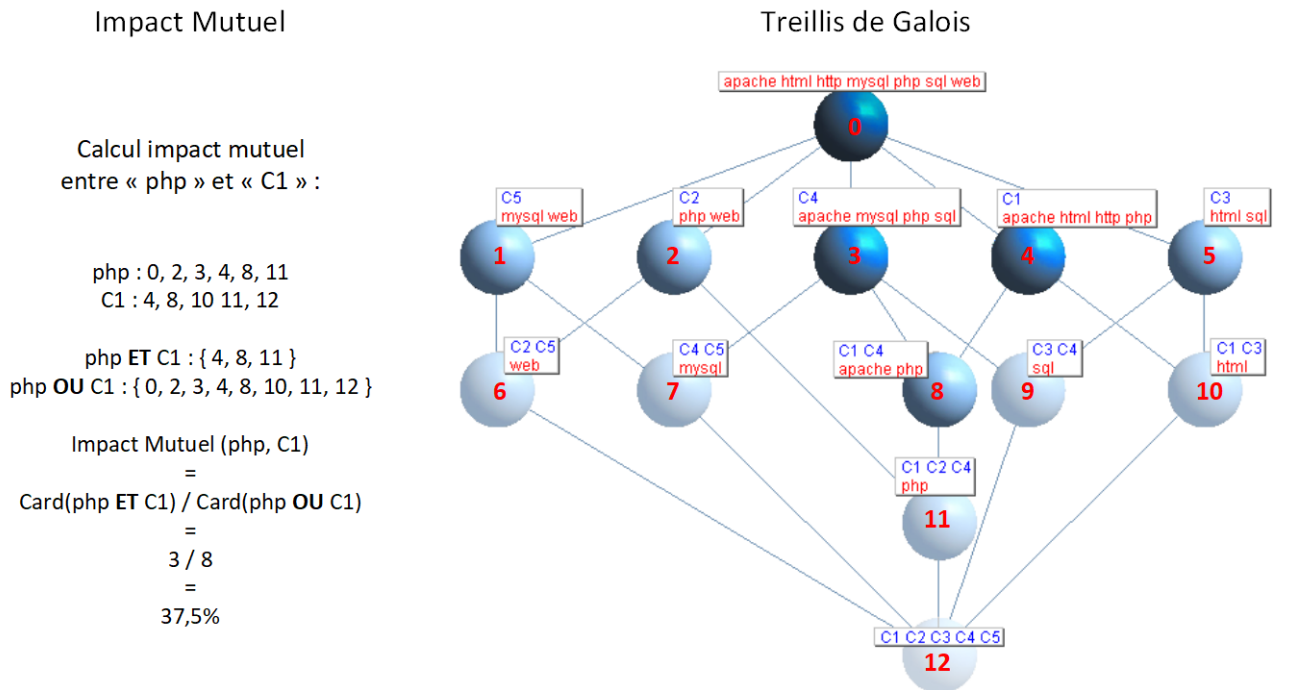 Impact Mutuel
Treillis de Galois
Calcul impact mutuel
entre « php » et « C1 » :
php : 0, 2, 3, 4, 8, 11
C1 : 4, 8, 10 11, 12
php ET C1 : { 4, 8, 11 }
php OU C1 : { 0, 2, 3, 4, 8, 10, 11, 12 }
Impact Mutuel (php, C1)
=
Card(php ET C1) / Card(php OU C1)
=
3 / 8
=
37,5%
apache html http mysql php sql web
0
C5
mysql web
1
C2
php web
2
C4
apache mysql php sql
3
C1
apache html http php
4
C3
html sql
5
C2 C5
web
6
C4 C5
mysql
7
C1 C4
apache php
8
C3 C4
sql
9
C1 C3
html
10
C1 C2 C4
php
11
C1 C2 C3 C4 C5
12